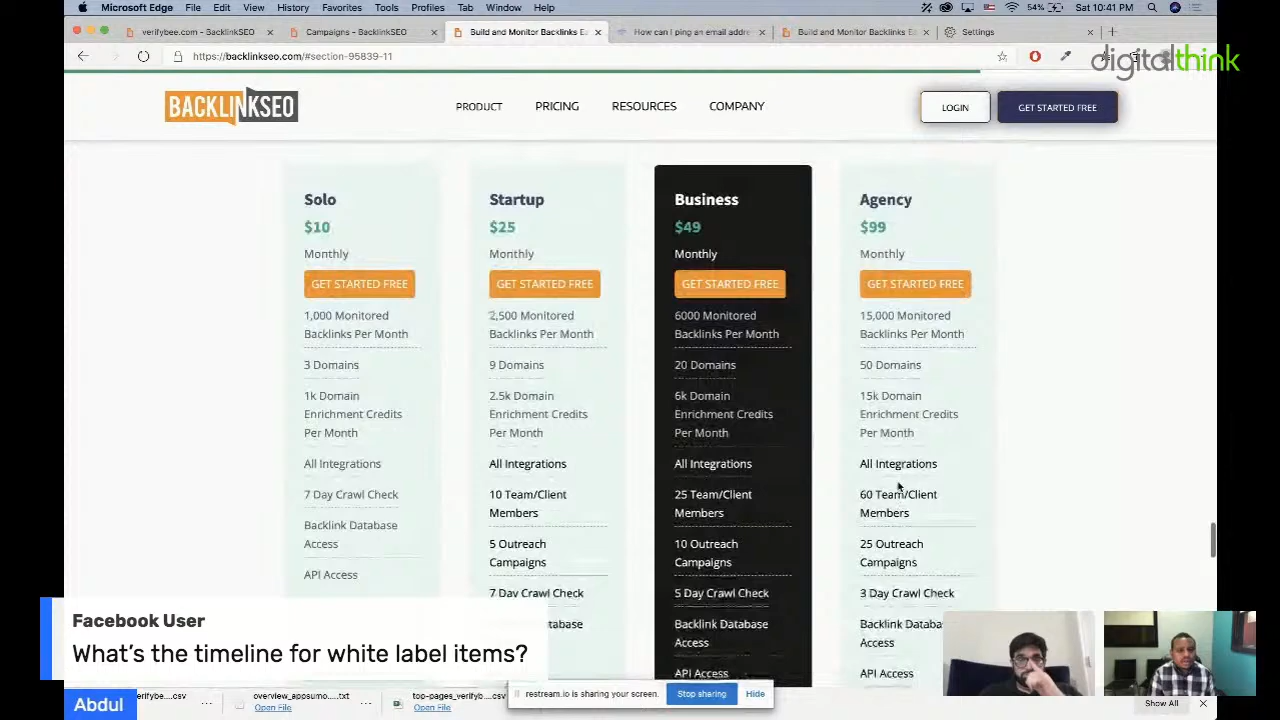 Microsoft Edge File Edit View History Favorites Tools Profiles Tab Window Help 54% Sat 10:41 PM
verifybee.com - BacklinkSEO Campaigns - BacklinkSEO Build and Monitor Backlinks Ea How can I ping an email addre Build and Monitor Backlinks Ea Settings
https://backlinkseo.com/#section-95839-11
digitalthink
BACKLINKSEO
PRODUCT PRICING RESOURCES COMPANY LOGIN GET STARTED FREE
Solo
$10
Monthly
GET STARTED FREE
1,000 Monitored
Backlinks Per Month
3 Domains
1k Domain
Enrichment Credits
Per Month
All Integrations
7 Day Crawl Check
Backlink Database
Access
API Access
Startup
$25
Monthly
GET STARTED FREE
2,500 Monitored
Backlinks Per Month
9 Domains
2.5k Domain
Enrichment Credits
Per Month
All Integrations
10 Team/Client
Members
5 Outreach
Campaigns
7 Day Crawl Check
Business
$49
Monthly
GET STARTED FREE
6000 Monitored
Backlinks Per Month
20 Domains
6k Domain
Enrichment Credits
Per Month
All Integrations
25 Team/Client
Members
10 Outreach
Campaigns
5 Day Crawl Check
Backlink Database
Access
API Access
Agency
$99
Monthly
GET STARTED FREE
15,000 Monitored
Backlinks Per Month
50 Domains
15k Domain
Enrichment Credits
Per Month
All Integrations
60 Team/Client
Members
25 Outreach
Campaigns
3 Day Crawl Check
Backlink
Access
API Access
Facebook User
What's the timeline for white label items?
Abdul
overview_appsumo....txt
Open File
top-pages_verifyb....csv
Open File
restream.io is sharing your screen. Stop sharing Hide
Show All